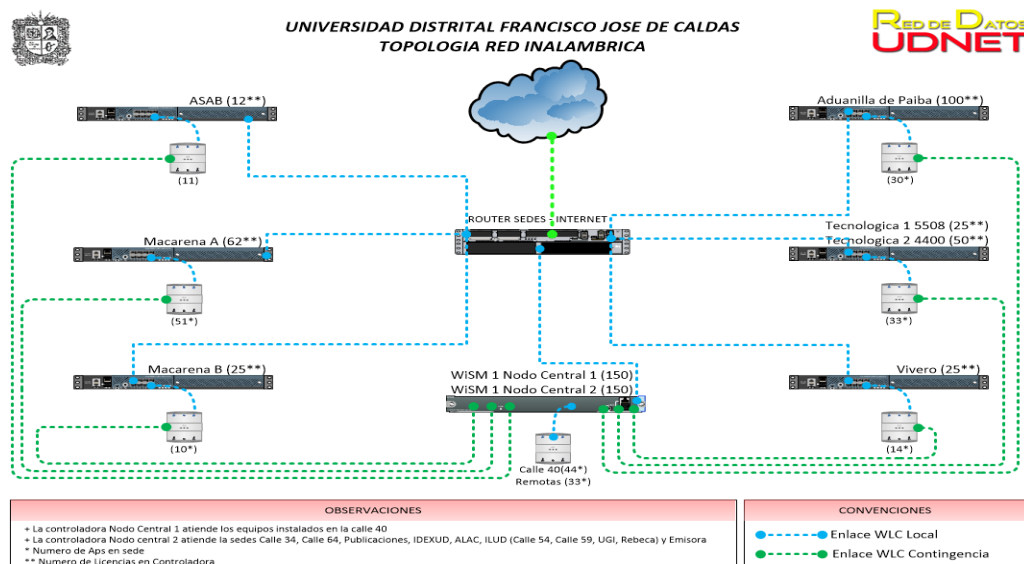 UNIVERSIDAD DISTRITAL FRANCISCO JOSE DE CALDAS
TOPOLOGIA RED INALAMBRICA
RED DE DATOS
UDNET
ASAB (12**)
(11)
Aduanilla de Paiba (100**)
(30*)
ROUTER SEDES - INTERNET
Macarena A (62**)
(51*)
Tecnologica 1 5508 (25**)
Tecnologica 2 4400 (50**)
(33*)
Macarena B (25**)
(10*)
WiSM 1 Nodo Central 1 (150)
WiSM 1 Nodo Central 2 (150)
Vivero (25**)
(14*)
Calle 40(44*)
Remotas (33*)
OBSERVACIONES
+ La controladora Nodo Central 1 atiende los equipos instalados en la calle 40
+ La controladora Nodo central 2 atiende la sedes Calle 34, Calle 64, Publicaciones, IDEXUD, ALAC, ILUD (Calle 54, Calle 59, UGI, Rebeca) y Emisora
* Numero de Aps en sede
** Numero de Licencias en Controladora
CONVENCIONES
Enlace WLC Local
Enlace WLC Contingencia